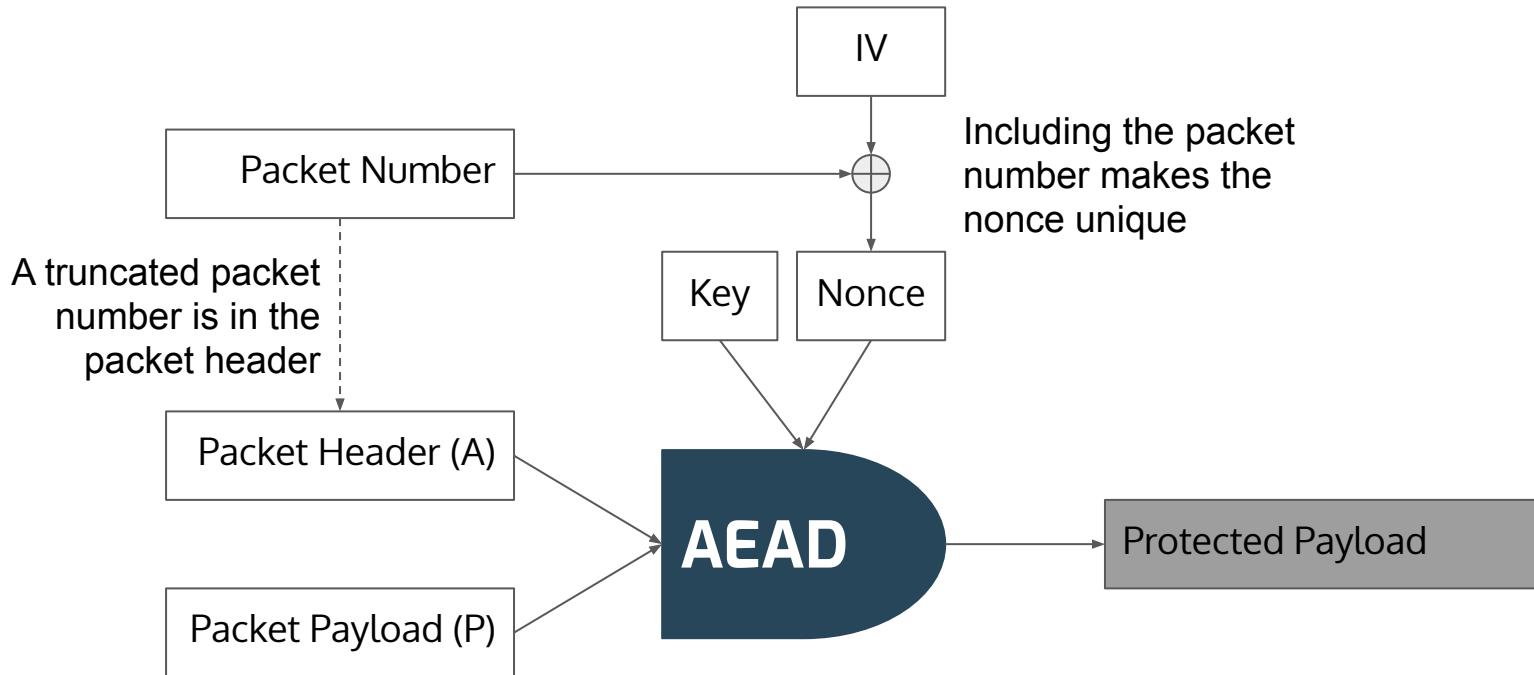 IV
Packet Number
Including the packet
number makes the
nonce unique
A truncated packet
number is in the
packet header
Key
Nonce
Packet Header (A)
AEAD
Protected Payload
Packet Payload (P)